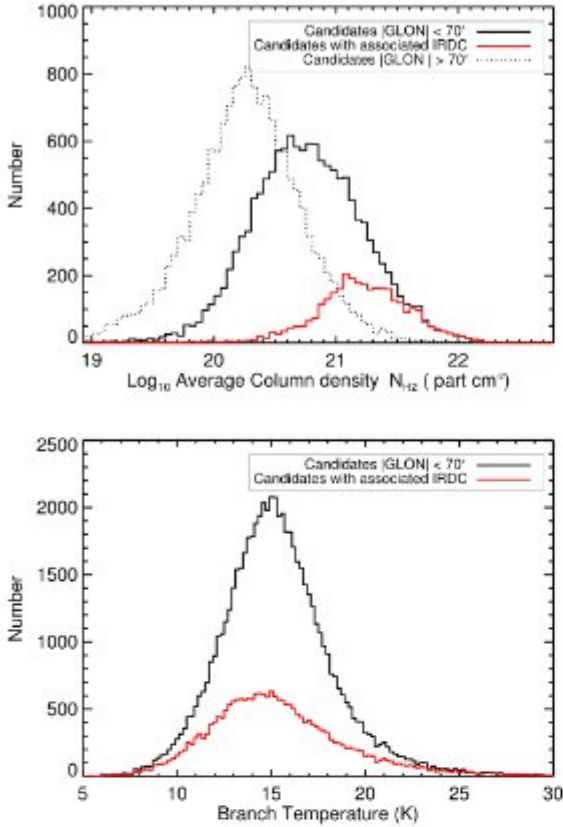 Candidates |GLON| < 70°
Candidates with associated IRDC
Candidates |GLON| > 70°
1000
800
600
400
200
0
Number
19 20 21 22
Log₁₀ Average Column density N_H2 ( part cm⁻²)
Candidates |GLON| < 70°
Candidates with associated IRDC
2500
2000
1500
1000
500
0
Number
5 10 15 20 25 30
Branch Temperature (K)